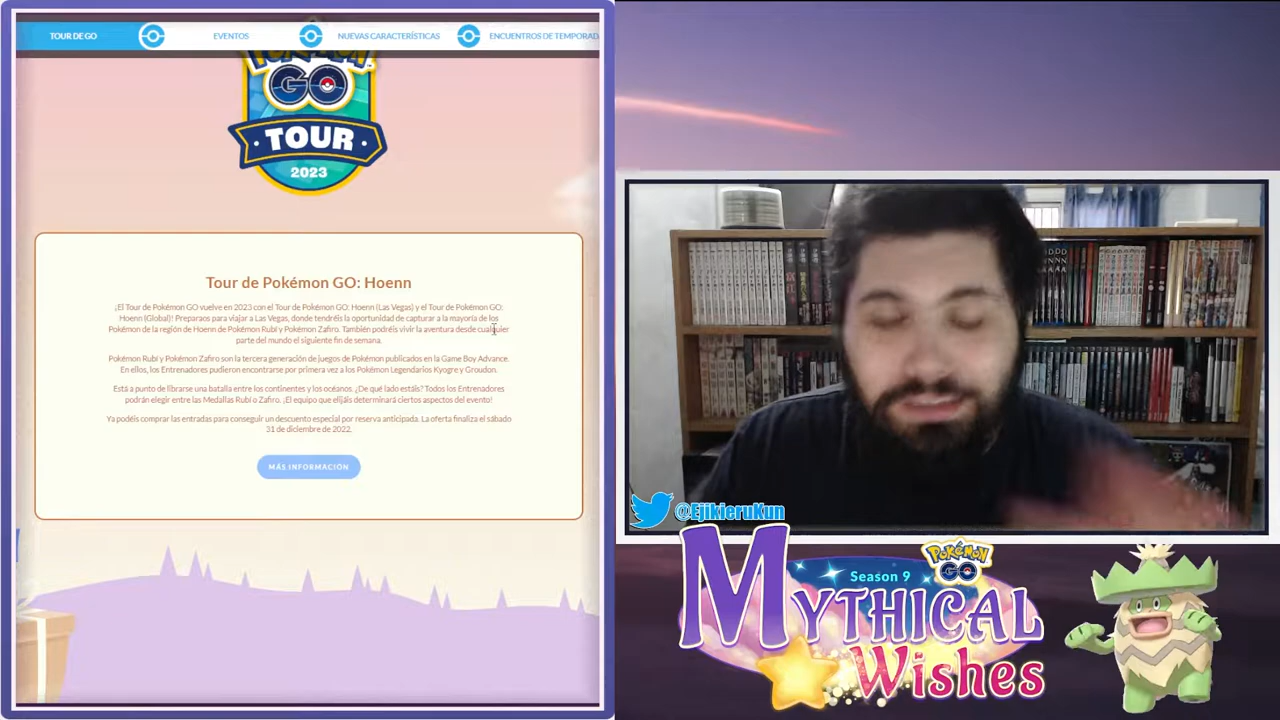 TOUR DE GO
EVENTOS
NUEVAS CARACTERÍSTICAS
ENCUENTROS DE TEMPORAD
GO
TOUR
2023
Tour de Pokémon GO: Hoenn
¡El Tour de Pokémon GO vuelve en 2023 con el Tour de Pokémon GO: Hoenn (Las Vegas) y el Tour de Pokémon GO:
Hoenn (Global)! Preparaos para viajar a Las Vegas, donde tendréis la oportunidad de capturar a la mayoría de los
Pokémon de la región de Hoenn de Pokémon Rubí y Pokémon Zafiro. También podréis vivir la aventura desde cualquier
parte del mundo el siguiente fin de semana.
Pokémon Rubí y Pokémon Zafiro son la tercera generación de juegos de Pokémon publicados en la Game Boy Advance.
En ellos, los Entrenadores pudieron encontrarse por primera vez a los Pokémon Legendarios Kyogre y Groudon.
Está a punto de librarse una batalla entre los continentes y los océanos. ¿De qué lado estáis? Todos los Entrenadores
podrán elegir entre las Medallas Rubí o Zafiro. ¡El equipo que elijáis determinará ciertos aspectos del evento!
Ya podéis comprar las entradas para conseguir un descuento especial por reserva anticipada. La oferta finaliza el sábado
31 de diciembre de 2022.
MÁS INFORMACIÓN
@EjikieruKun
Pokémon
GO
Season 9
MYTHICAL
Wishes